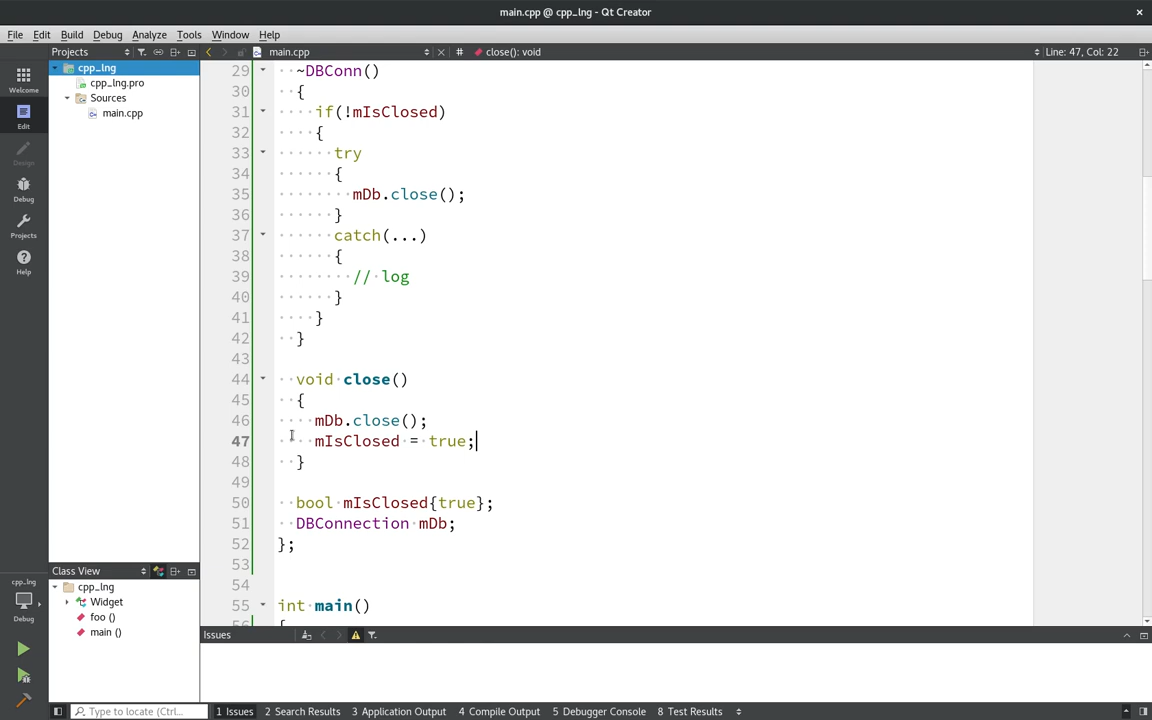 main.cpp @ cpp_lng - Qt Creator
File Edit Build Debug Analyze Tools Window Help
Projects main.cpp # close(): void Line: 47, Col: 22
cpp_lng
cpp_lng.pro
Sources
main.cpp
Welcome
Edit
Design
Debug
Projects
Help
29 ~DBConn()
30 {
31 if(!mIsClosed)
32 {
33 try
34 {
35 mDb.close();
36 }
37 catch(...)
38 {
39 // log
40 }
41 }
42 }
43
44 void close()
45 {
46 mDb.close();
47 mIsClosed = true;
48 }
49
50 bool mIsClosed{true};
51 DBConnection mDb;
52 };
53
54
55 int main()
56 {
Class View
cpp_lng
Widget
foo ()
main ()
cpp_lng
Debug
Issues
Type to locate (Ctrl... 1 Issues 2 Search Results 3 Application Output 4 Compile Output 5 Debugger Console 8 Test Results